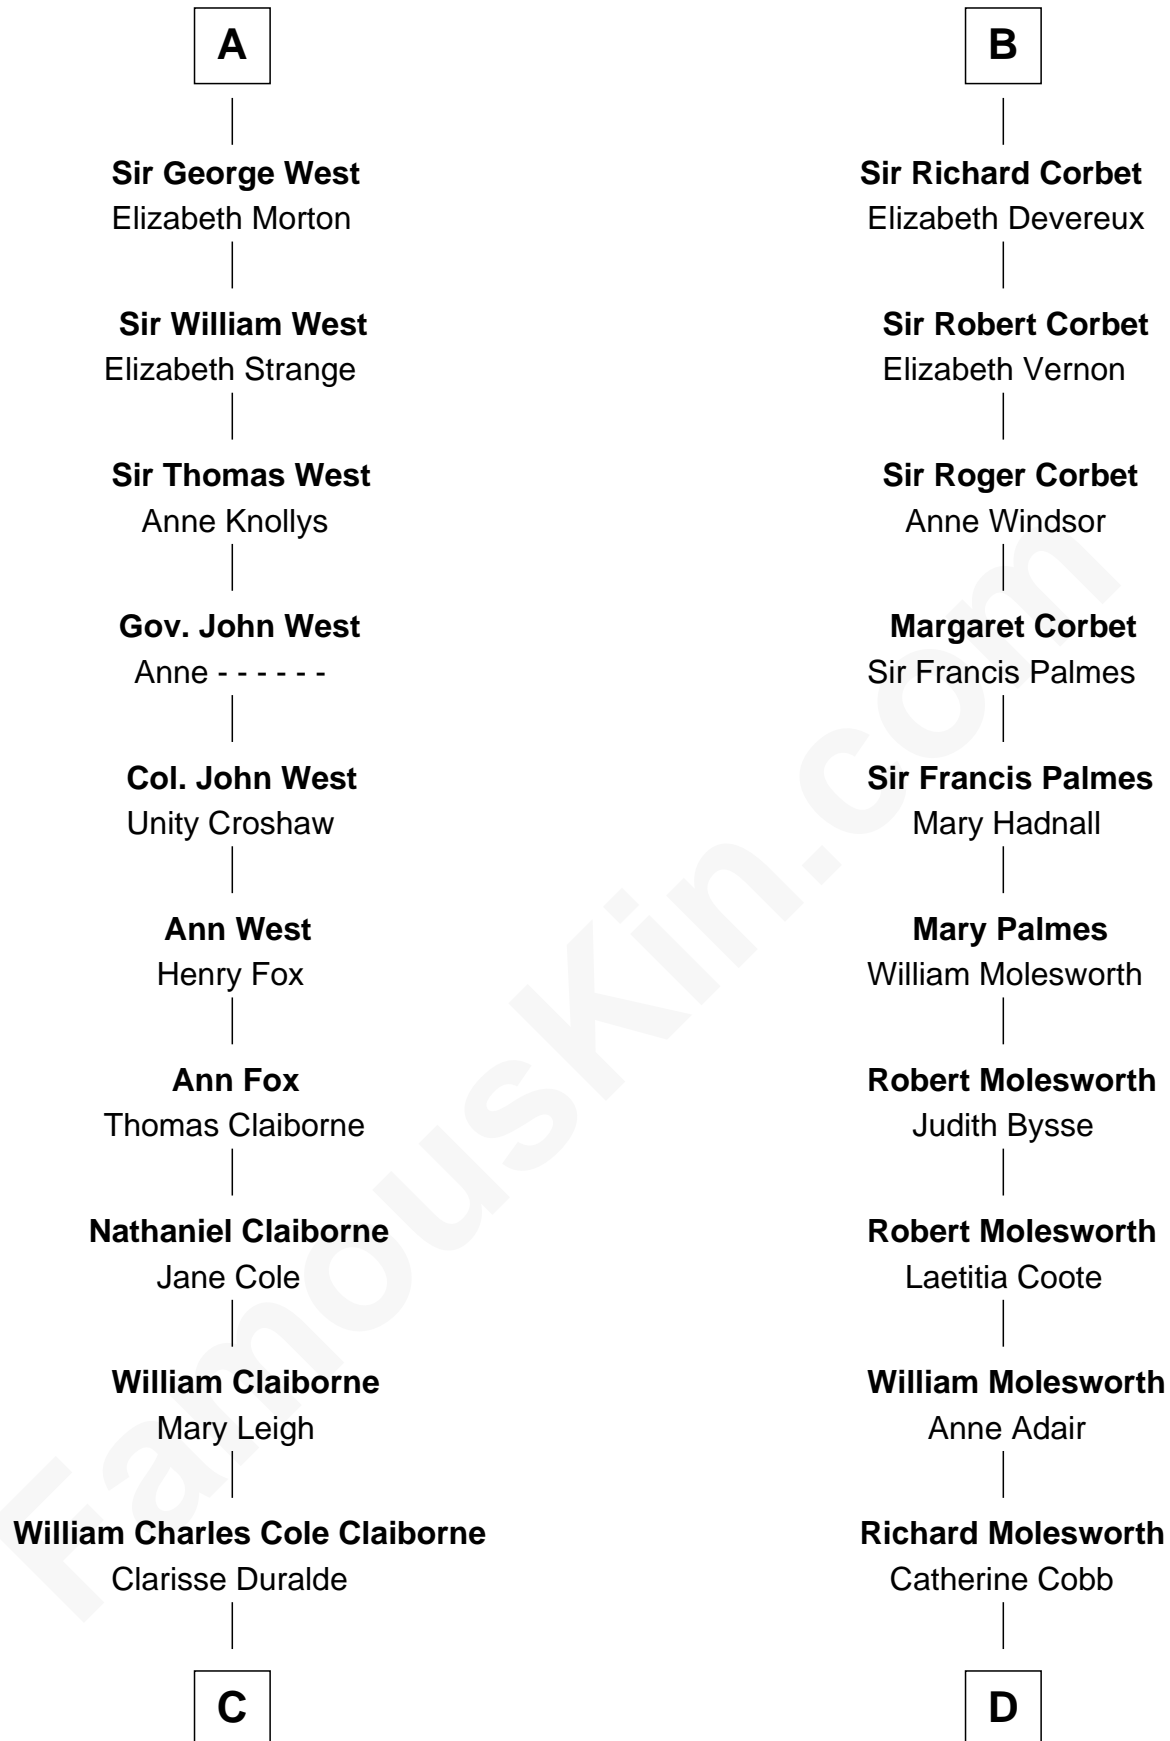 A
Sir George West
Elizabeth Morton
Sir William West
Elizabeth Strange
Sir Thomas West
Anne Knollys
Gov. John West
Anne - - - - - -
Col. John West
Unity Croshaw
Ann West
Henry Fox
Ann Fox
Thomas Claiborne
Nathaniel Claiborne
Jane Cole
William Claiborne
Mary Leigh
William Charles Cole Claiborne
Clarisse Duralde
C
B
Sir Richard Corbet
Elizabeth Devereux
Sir Robert Corbet
Elizabeth Vernon
Sir Roger Corbet
Anne Windsor
Margaret Corbet
Sir Francis Palmes
Sir Francis Palmes
Mary Hadnall
Mary Palmes
William Molesworth
Robert Molesworth
Judith Bysse
Robert Molesworth
Laetitia Coote
William Molesworth
Anne Adair
Richard Molesworth
Catherine Cobb
D
FamousKin.com